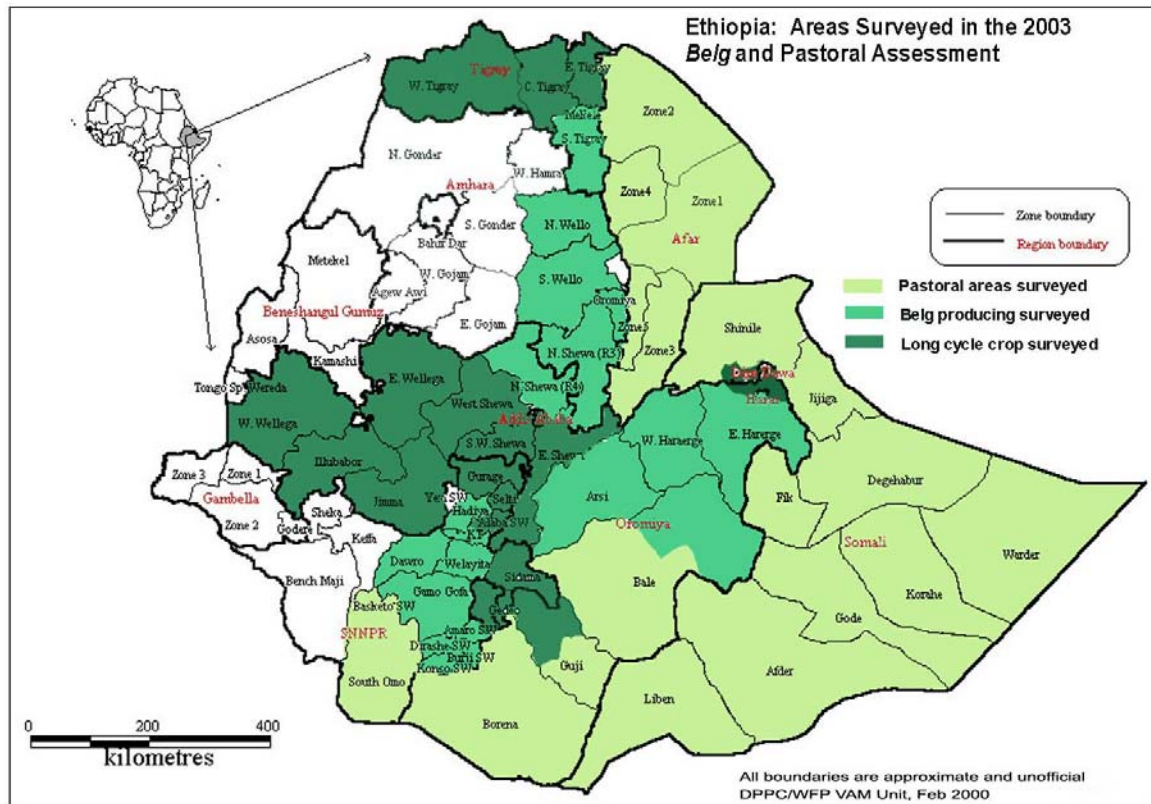 Ethiopia: Areas Surveyed in the 2003
Belg and Pastoral Assessment
E. Tigray
Tigray
W. Tigray
C. Tigray
Mekele
S. Tigray
Zone2
N. Gonder
W. Hamra
Zone4
Zone1
Amhara
S. Gonder
N. Wello
Afar
Zone boundary
Region boundary
Bahir Dar
Metekel
W. Gojam
S. Wello
Agew Awi
Pastoral areas surveyed
Beneshangul Gumuz
Oromiya
Belg producing surveyed
E. Gojam
Zone5
Shinile
Asosa
Zone3
Long cycle crop surveyed
Kamashi
N. Shewa (R3)
Tongo Sp. Wereda
E. Wellega
N. Shewa (R4)
Dire Dawa
West Shewa
Harar
Jijiga
Addis Ababa
W. Wellega
S.W. Shewa
W. Haraerge
E. Harerge
E. Shewa
Illubabor
Zone 3
Zone 1
Gurage
Degehabur
Gambella
Jimma
Yem SW
Selti
Arsi
Fik
Zone 2
Sheka
Hadiya
Alaba SW
Oromiya
Godere
KT
Somali
Keffa
Warder
Dawro
Welayita
Sidama
Bale
Bench Maji
Korahe
Gamo Gofa
Basketo SW
Gedeo
Gode
SNNPR
Amaro SW
Dirashe SW
Burji SW
Konso SW
Guji
Afder
South Omo
Liben
Borena
0 200 400
kilometres
All boundaries are approximate and unofficial
DPPC/WFP VAM Unit, Feb 2000